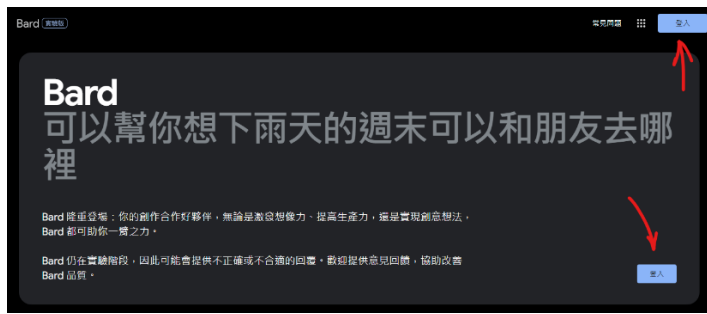 Bard 實驗版 常見問題 登入
Bard
可以幫你想下雨天的週末可以和朋友去哪
裡
Bard 隆重登場：你的創作合作好夥伴，無論是激發想像力、提高生產力，還是實現創意想法，
Bard 都可助你一臂之力。
Bard 仍在實驗階段，因此可能會提供不正確或不合適的回覆。歡迎提供意見回饋，協助改善
Bard 品質。
登入